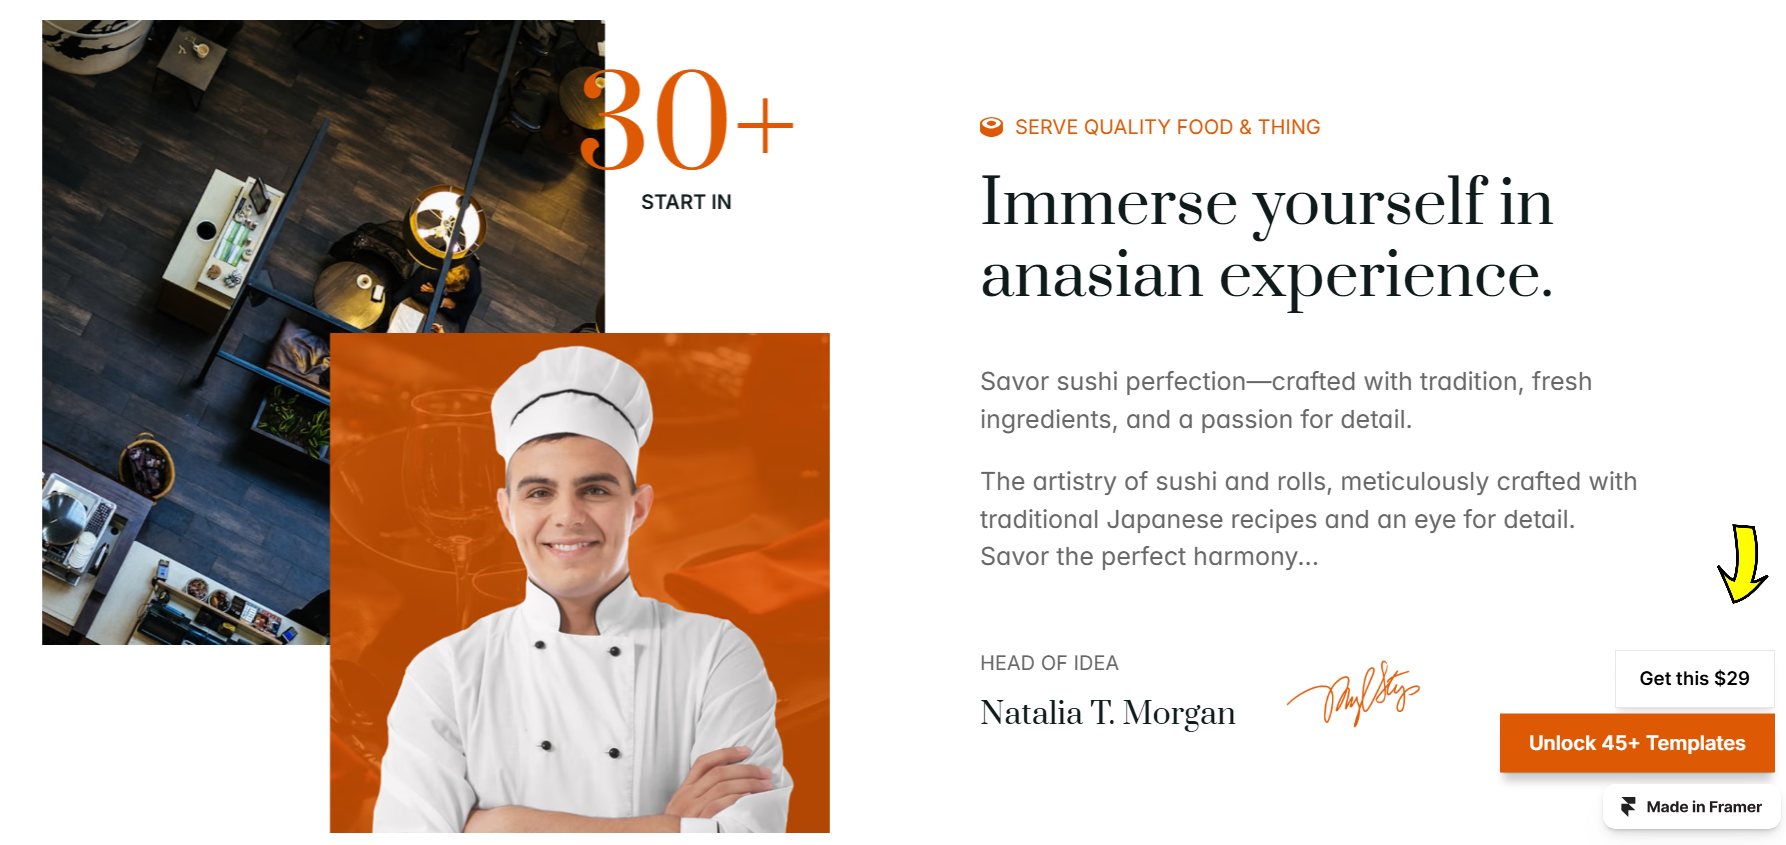 30+
START IN
SERVE QUALITY FOOD & THING
Immerse yourself in
anasian experience.
Savor sushi perfection—crafted with tradition, fresh
ingredients, and a passion for detail.
The artistry of sushi and rolls, meticulously crafted with
traditional Japanese recipes and an eye for detail.
Savor the perfect harmony...
HEAD OF IDEA
Natalia T. Morgan
Get this $29
Unlock 45+ Templates
Made in Framer